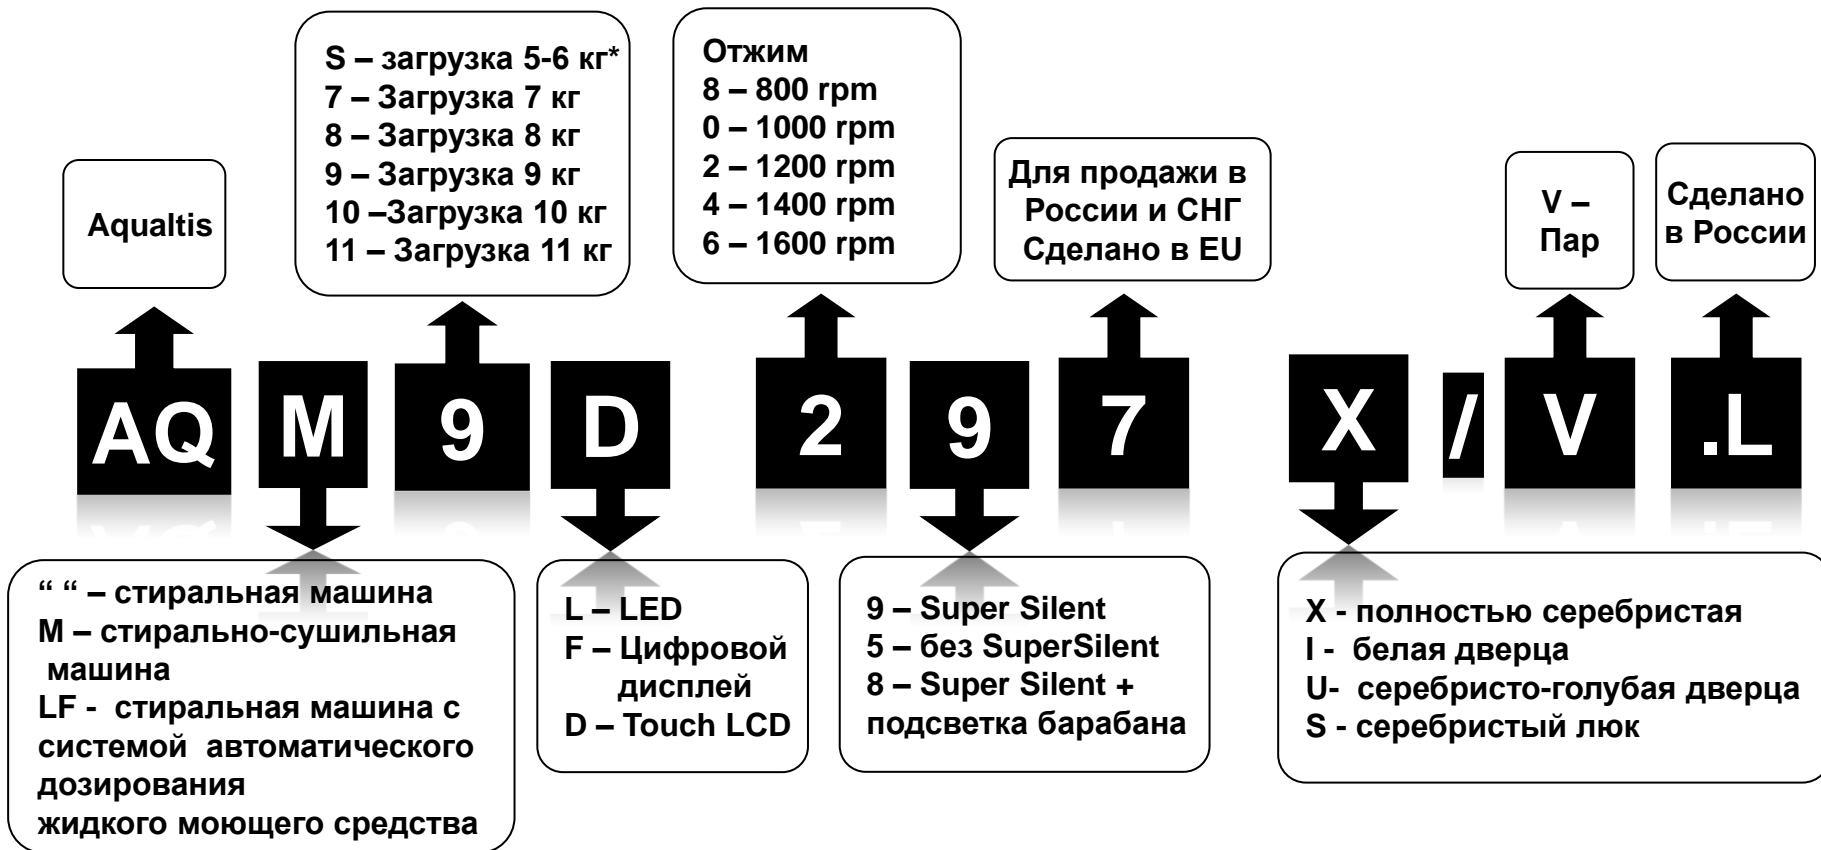 S – загрузка 5-6 кг*
7 – Загрузка 7 кг
8 – Загрузка 8 кг
9 – Загрузка 9 кг
10 –Загрузка 10 кг
11 – Загрузка 11 кг
Отжим
8 – 800 rpm
0 – 1000 rpm
2 – 1200 rpm
4 – 1400 rpm
6 – 1600 rpm
Aqualtis
Для продажи в
России и СНГ
Сделано в EU
V –
Пар
Сделано
в России
AQ M 9 D 2 9 7 X / V .L
“ “ – стиральная машина
M – стирально-сушильная
машина
LF - стиральная машина с
системой автоматического
дозирования
жидкого моющего средства
L – LED
F – Цифровой
дисплей
D – Touch LCD
9 – Super Silent
5 – без SuperSilent
8 – Super Silent +
подсветка барабана
X - полностью серебристая
I - белая дверца
U- серебристо-голубая дверца
S - серебристый люк